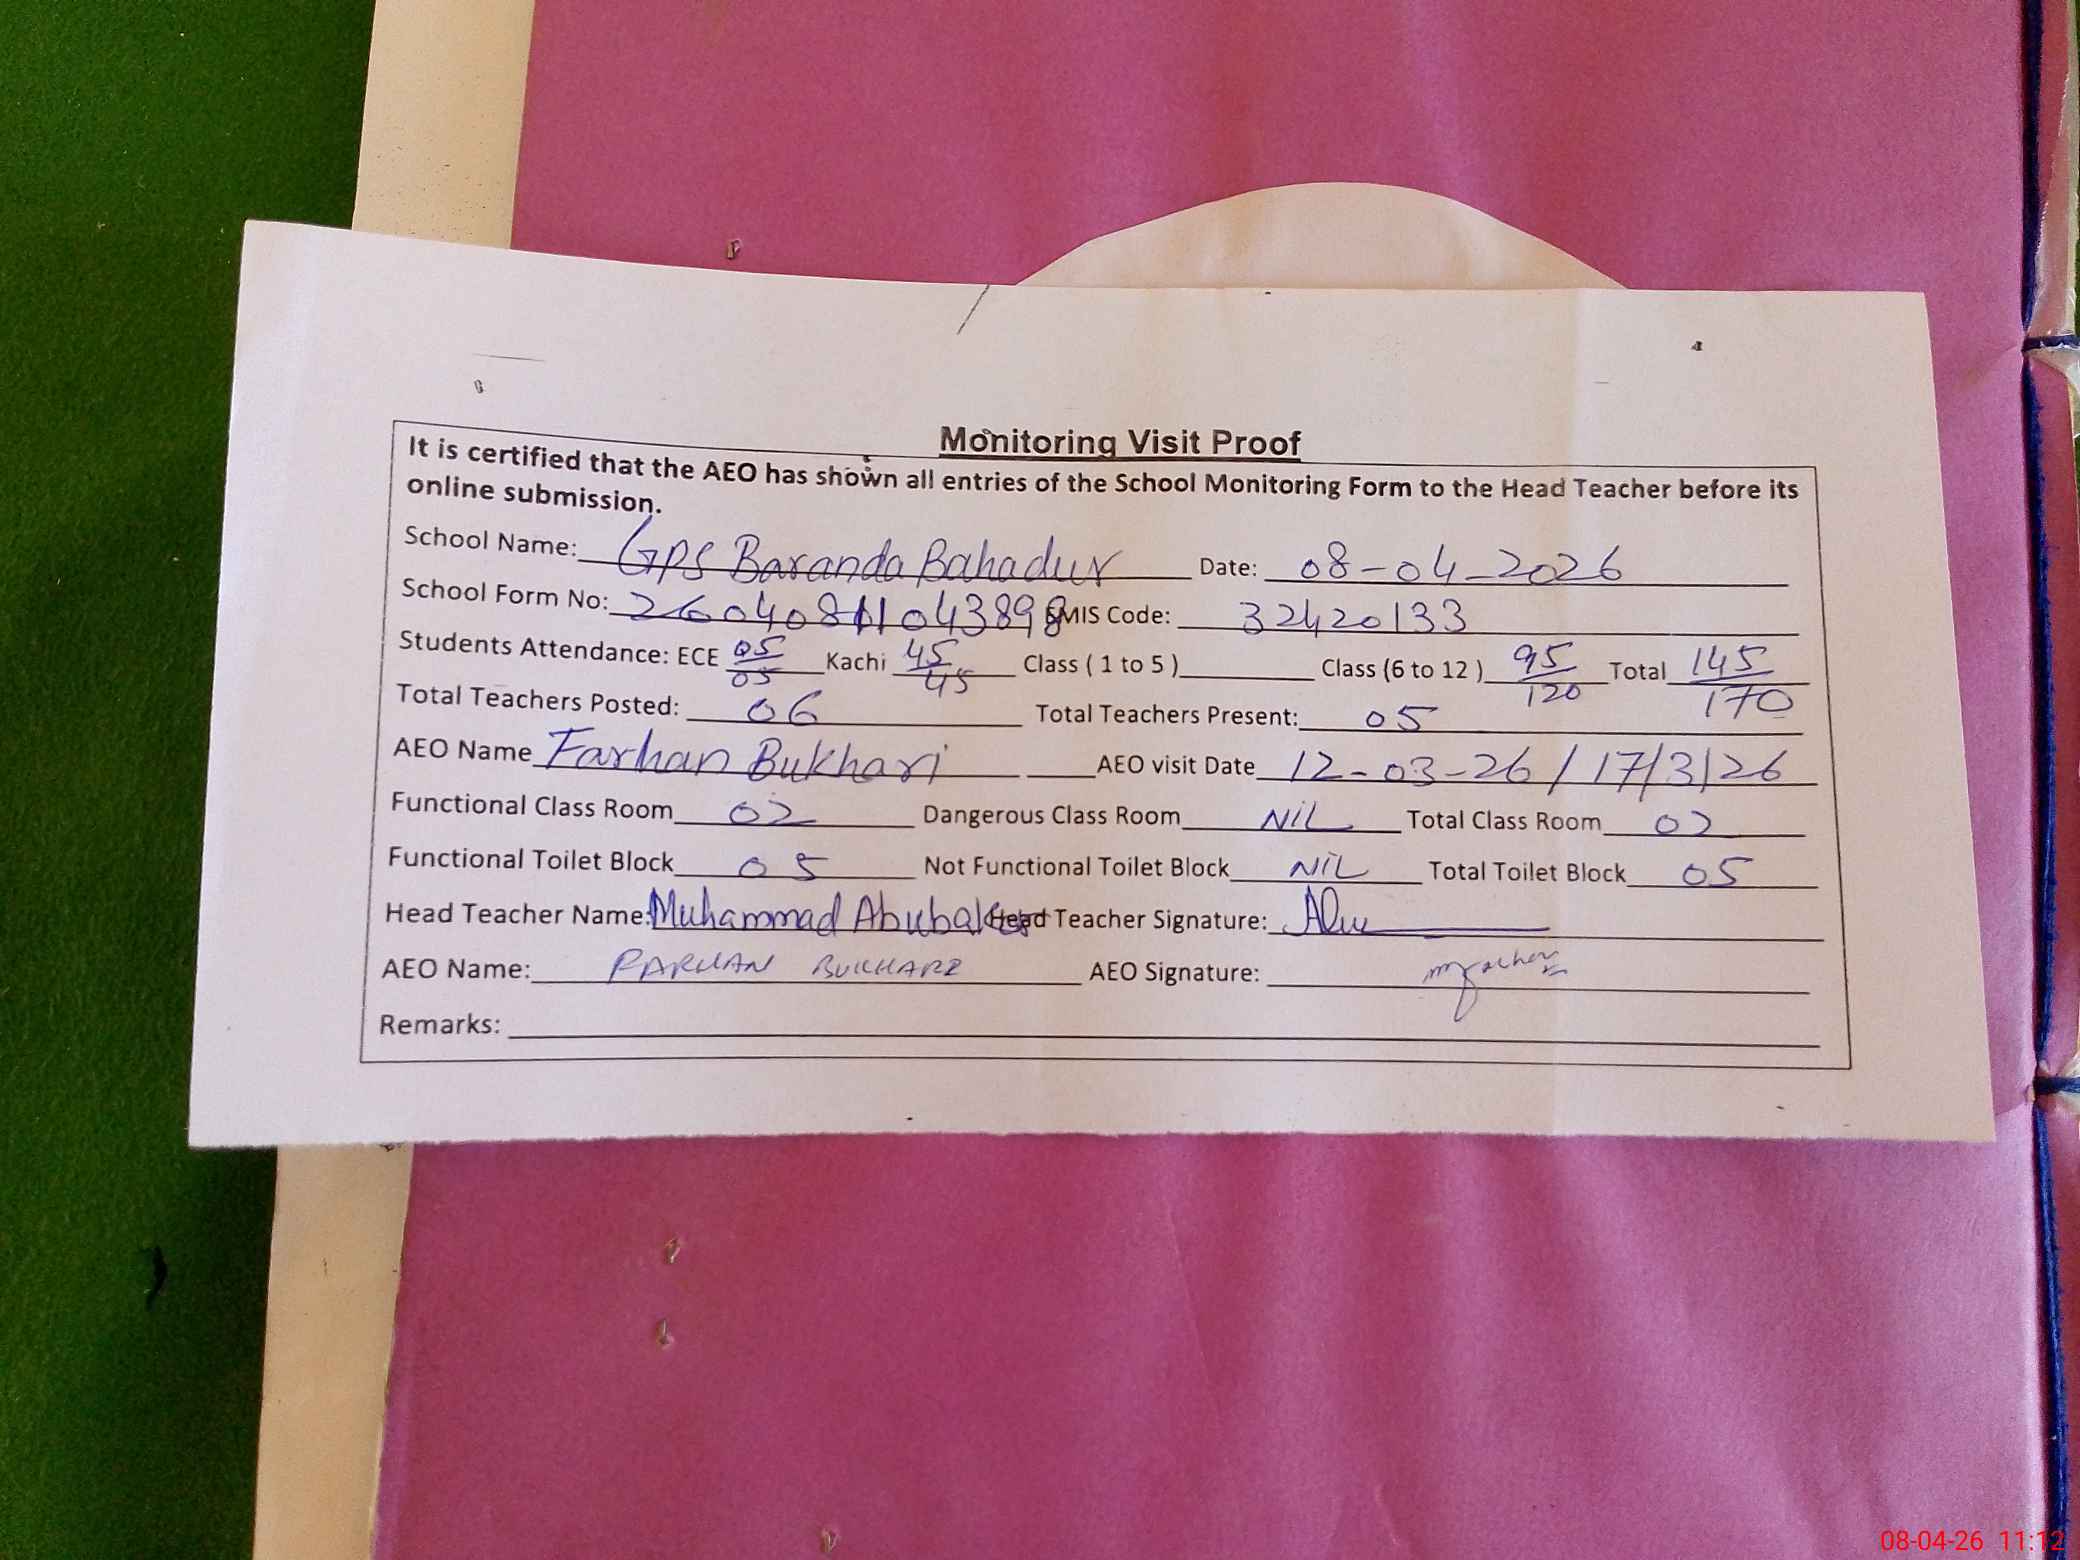 Monitoring Visit Proof
It is certified that the AEO has shown all entries of the School Monitoring Form to the Head Teacher before its
online submission.
School Name: GPS Baranda Bahadur Date: 08-04-2026
School Form No: 26040811043898 EMIS Code: 32420133
Students Attendance: ECE 05/05 Kachi 45/45 Class ( 1 to 5 ) Class (6 to 12 ) 95/120 Total 145/170
Total Teachers Posted: 06 Total Teachers Present: 05
AEO Name Farhan Bukhari AEO visit Date 12-03-26 / 17/3/26
Functional Class Room 02 Dangerous Class Room NIL Total Class Room 02
Functional Toilet Block 05 Not Functional Toilet Block NIL Total Toilet Block 05
Head Teacher Name: Muhammad Abubakar Head Teacher Signature:
AEO Name: FARHAN BUKHARI AEO Signature:
Remarks:
08-04-26 11:12